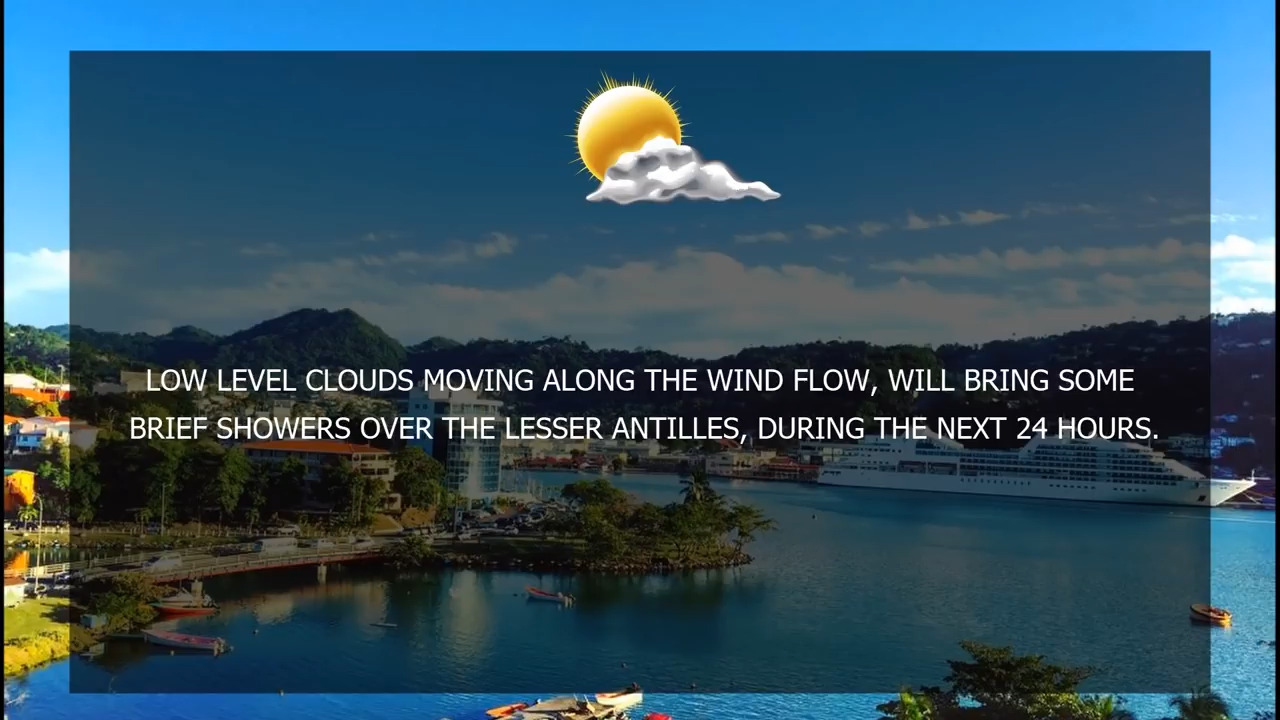 LOW LEVEL CLOUDS MOVING ALONG THE WIND FLOW, WILL BRING SOME
BRIEF SHOWERS OVER THE LESSER ANTILLES, DURING THE NEXT 24 HOURS.